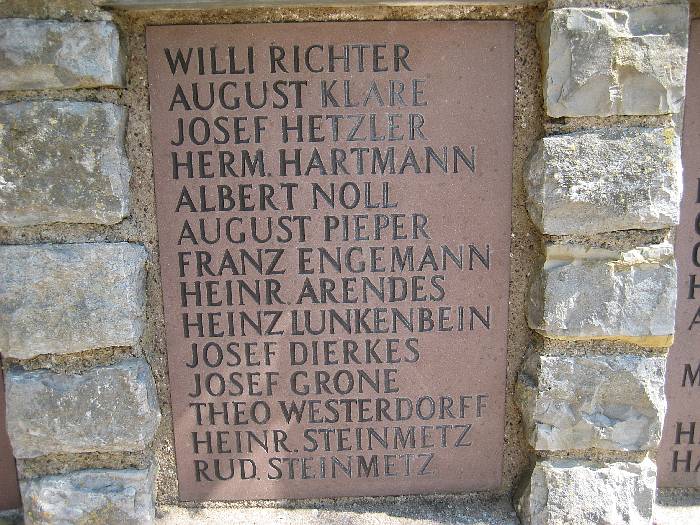 WILLI RICHTER
AUGUST KLARE
JOSEF HETZLER
HERM. HARTMANN
ALBERT NOLL
AUGUST PIEPER
FRANZ ENGEMANN
HEINR. ARENDES
HEINZ LUNKENBEIN
JOSEF DIERKES
JOSEF GRONE
THEO WESTERDORFF
HEINR. STEINMETZ
RUD. STEINMETZ